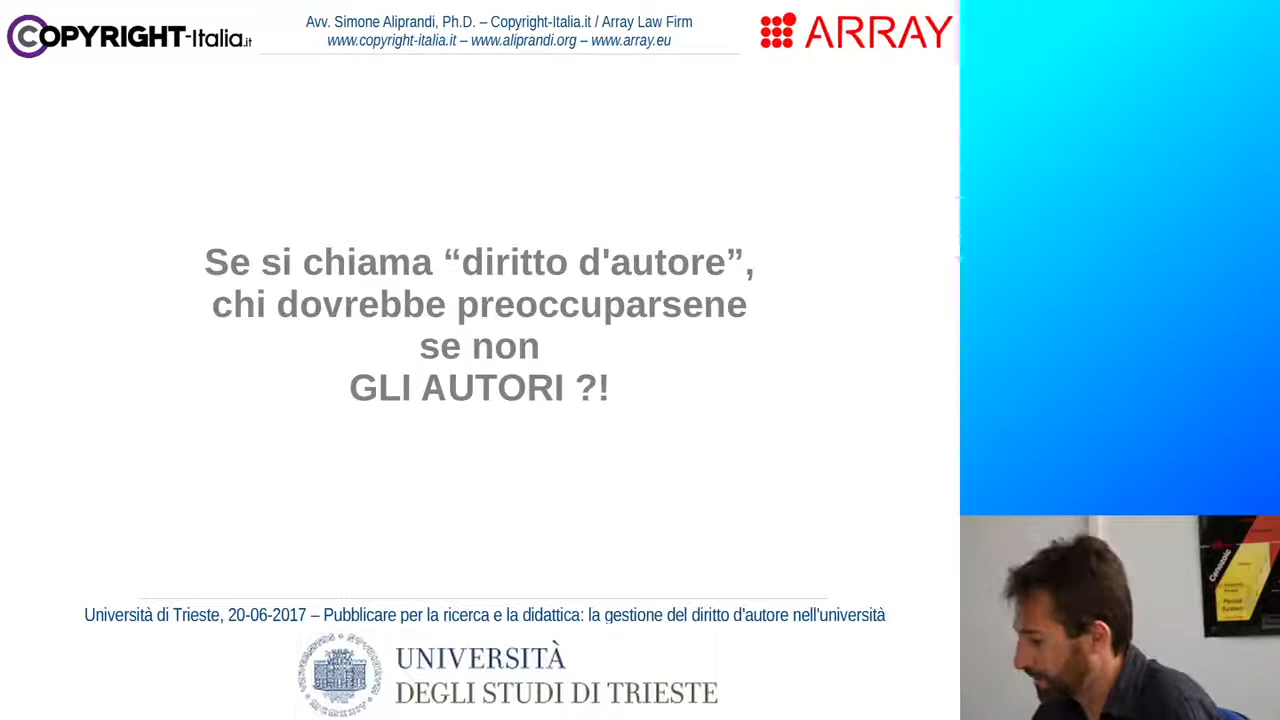 COPYRIGHT-Italia.it
Avv. Simone Aliprandi, Ph.D. – Copyright-Italia.it / Array Law Firm
www.copyright-italia.it – www.aliprandi.org – www.array.eu
ARRAY
Se si chiama “diritto d'autore”,
chi dovrebbe preoccuparsene
se non
GLI AUTORI ?!
Università di Trieste, 20-06-2017 – Pubblicare per la ricerca e la didattica: la gestione del diritto d'autore nell'università
UNIVERSITÀ
DEGLI STUDI DI TRIESTE
Cenozoic